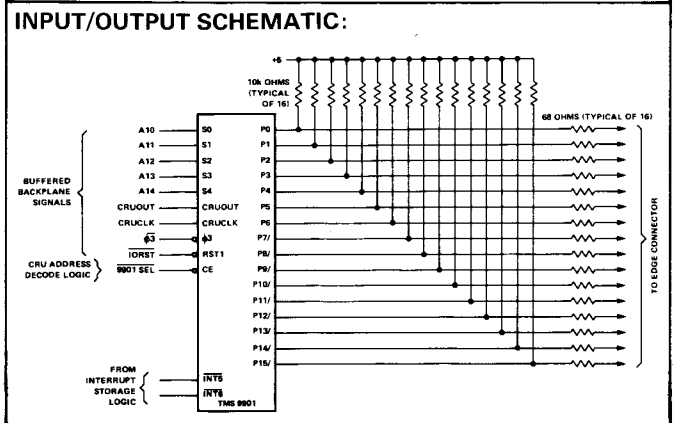 INPUT/OUTPUT SCHEMATIC:
+5
10k OHMS
(TYPICAL
OF 16)
68 OHMS (TYPICAL OF 16)
A10 S0 P0
A11 S1 P1
A12 S2 P2
A13 S3 P3
A14 S4 P4
CRUOUT CRUOUT P5
CRUCLK CRUCLK P6
φ3 φ3 P7/
IORST RST1 P8/
9901 SEL CE P9/
P10/
P11/
P12/
P13/
P14/
P15/
BUFFERED
BACKPLANE
SIGNALS
CRU ADDRESS
DECODE LOGIC
TO EDGE CONNECTOR
FROM
INTERRUPT
STORAGE
LOGIC
INT5
INT6
TMS 9901